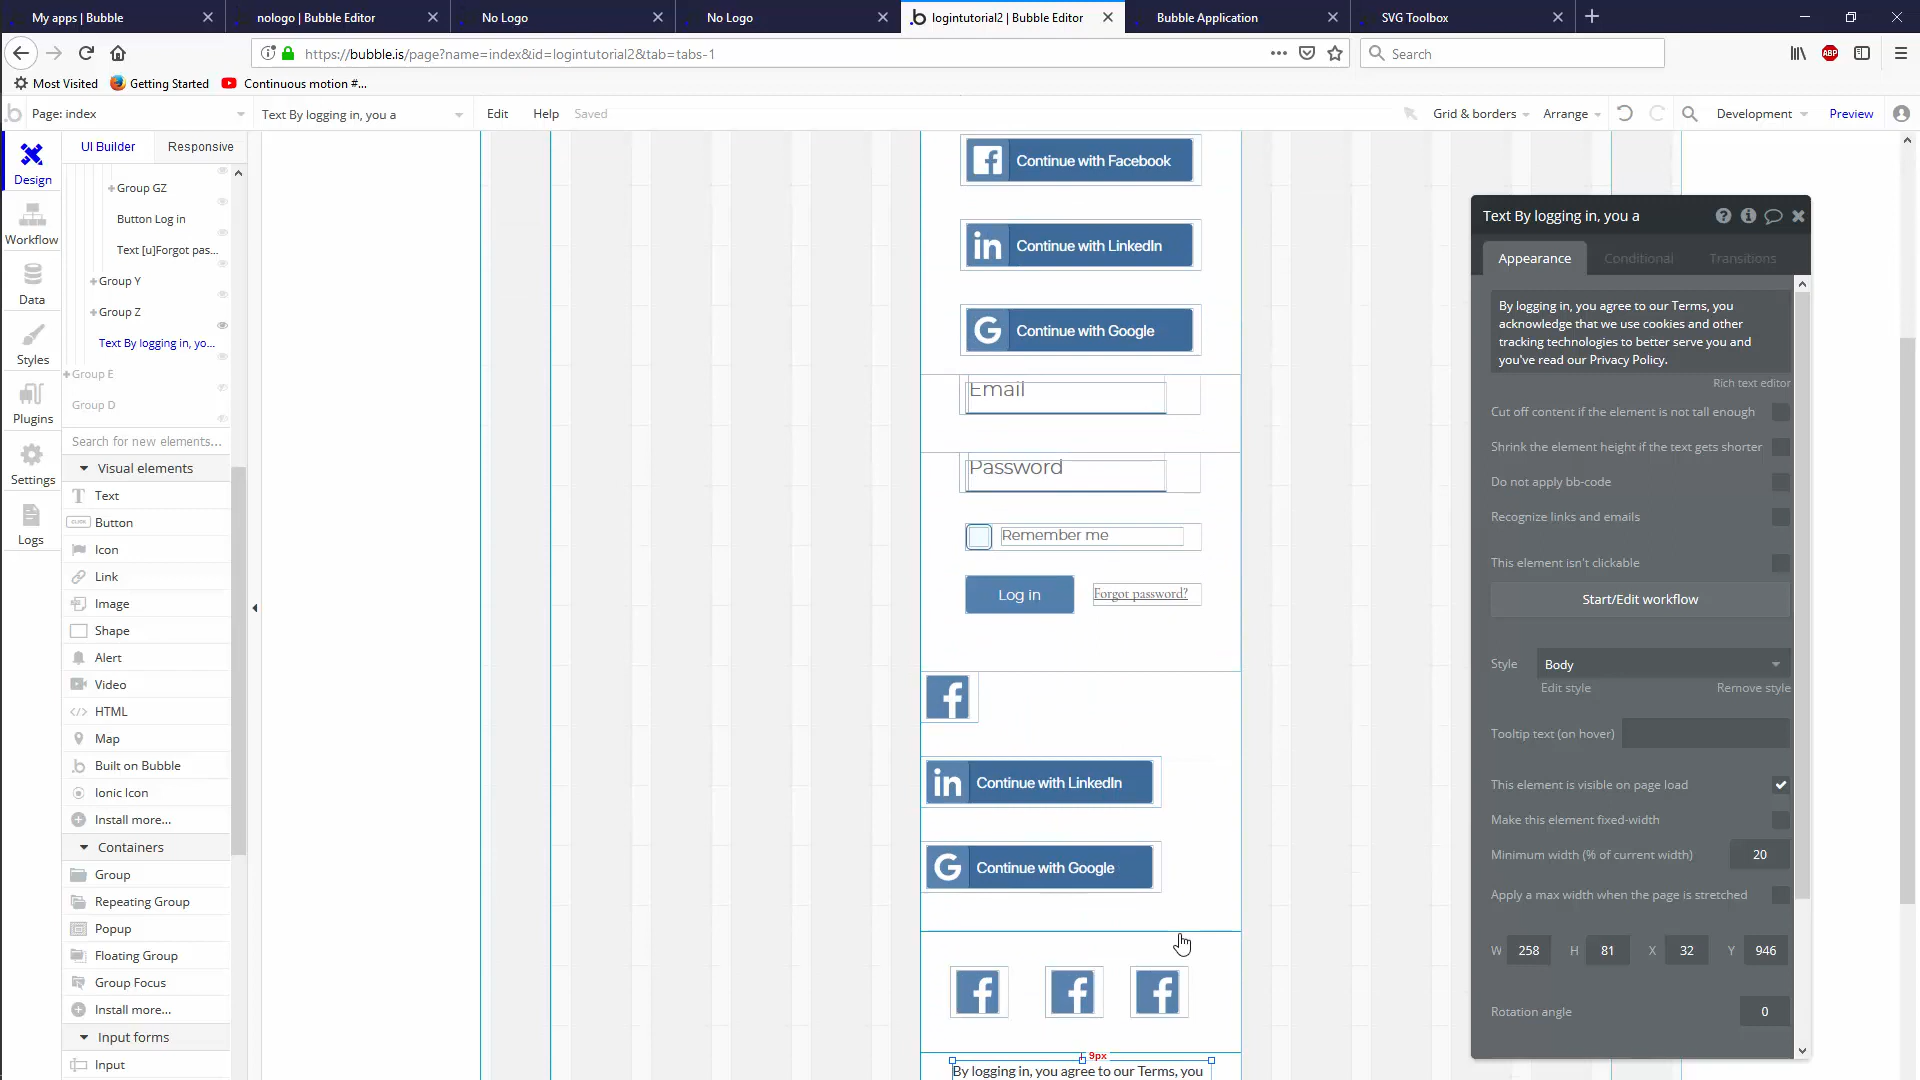 My apps | Bubble
nologo | Bubble Editor
No Logo
No Logo
logintutorial2 | Bubble Editor
Bubble Application
SVG Toolbox
https://bubble.is/page?name=index&id=logintutorial2&tab=tabs-1
Search
Most Visited
Getting Started
Continuous motion #...
Page: index
Text By logging in, you a
Edit
Help
Saved
Grid & borders
Arrange
Development
Preview
Design
Workflow
Data
Styles
Plugins
Settings
Logs
UI Builder
Responsive
Group GZ
Button Log in
Text [u]Forgot pas...
Group Y
Group Z
Text By logging in, yo...
Group E
Group D
Search for new elements...
Visual elements
Text
CLICK
Button
Icon
Link
Image
Shape
Alert
Video
HTML
Map
Built on Bubble
Ionic Icon
Install more...
Containers
Group
Repeating Group
Popup
Floating Group
Group Focus
Install more...
Input forms
Input
Continue with Facebook
Continue with LinkedIn
Continue with Google
Email
Password
Remember me
Log in
Forgot password?
Continue with LinkedIn
Continue with Google
9px
By logging in, you agree to our Terms, you
Text By logging in, you a
Appearance
Conditional
Transitions
By logging in, you agree to our Terms, you
acknowledge that we use cookies and other
tracking technologies to better serve you and
you've read our Privacy Policy.
Rich text editor
Cut off content if the element is not tall enough
Shrink the element height if the text gets shorter
Do not apply bb-code
Recognize links and emails
This element isn't clickable
Start/Edit workflow
Style
Body
Edit style
Remove style
Tooltip text (on hover)
This element is visible on page load
Make this element fixed-width
Minimum width (% of current width)
20
Apply a max width when the page is stretched
W 258 H 81 X 32 Y 946
Rotation angle
0